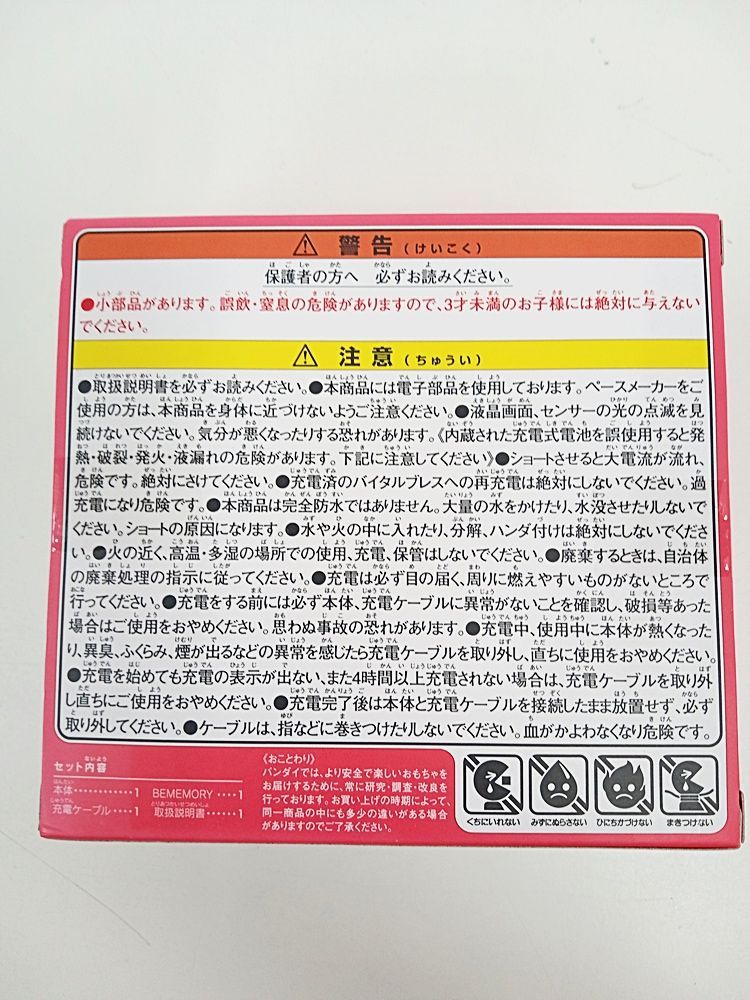 ⚠ 警告(けいこく)
保護者の方へ 必ずお読みください。
●小部品があります。誤飲・窒息の危険がありますので、3才未満のお子様には絶対に与えない
でください。
⚠ 注意(ちゅうい)
●取扱説明書を必ずお読みください。●本商品には電子部品を使用しております。ペースメーカーをご
使用の方は、本商品を身体に近づけないようご注意ください。●液晶画面、センサーの光の点滅を見
続けないでください。気分が悪くなったりする恐れがあります。《内蔵された充電式電池を誤使用すると発
熱・破裂・発火・液漏れの危険があります。下記に注意してください》●ショートさせると大電流が流れ、
危険です。絶対にさけてください。●充電済のバイタルブレスへの再充電は絶対にしないでください。過
充電になり危険です。●本商品は完全防水ではありません。大量の水をかけたり、水没させたりしないで
ください。ショートの原因になります。●水や火の中に入れたり、分解、ハンダ付けは絶対にしないでくださ
い。●火の近く、高温・多湿の場所での使用、充電、保管はしないでください。●廃棄するときは、自治体
の廃棄処理の指示に従ってください。●充電は必ず目の届く、周りに燃えやすいものがないところで
行ってください。●充電をする前には必ず本体、充電ケーブルに異常がないことを確認し、破損等あった
場合はご使用をおやめください。思わぬ事故の恐れがあります。●充電中、使用中に本体が熱くなった
り、異臭、ふくらみ、煙が出るなどの異常を感じたら充電ケーブルを取り外し、直ちに使用をおやめください。
●充電を始めても充電の表示が出ない、また4時間以上充電されない場合は、充電ケーブルを取り外
し直ちにご使用をおやめください。●充電完了後は本体と充電ケーブルを接続したまま放置せず、必ず
取り外してください。●ケーブルは、指などに巻きつけたりしないでください。血がかよわなくなり危険です。
セット内容
本体‥‥‥‥1 BEMEMORY‥‥1
充電ケーブル‥‥1 取扱説明書‥‥‥1
《おことわり》
バンダイでは、より安全で楽しいおもちゃを
お届けするために、常に研究・調査・改良を
行っております。お買い上げの時期によって、
同一商品の中にも多少の違いがある場合
がありますのでご了承ください。
くちにいれない みずにぬらさない ひにちかづけない まきつけない